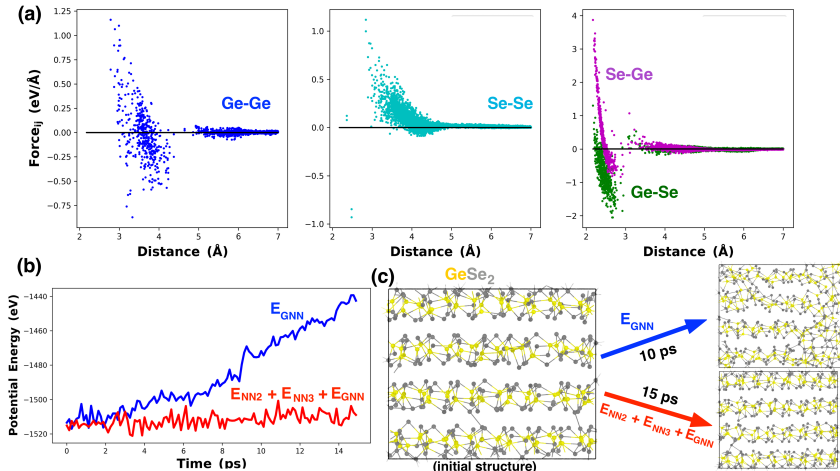 (a)
Force_ij (eV/Å)
1.25
1.00
0.75
0.50
0.25
0.00
−0.25
−0.50
−0.75
Ge-Ge
2 3 4 5 6 7
Distance (Å)
1.0
0.5
0.0
−0.5
−1.0
Se-Se
2 3 4 5 6 7
Distance (Å)
4
3
2
1
0
−1
−2
Se-Ge
Ge-Se
2 3 4 5 6 7
Distance (Å)
(b)
Potential Energy (eV)
−1440
−1460
−1480
−1500
−1520
E_GNN
E_NN2 + E_NN3 + E_GNN
0 2 4 6 8 10 12 14
Time (ps)
(c)
GeSe_2
(initial structure)
E_GNN
10 ps
15 ps
E_NN2 + E_NN3 + E_GNN